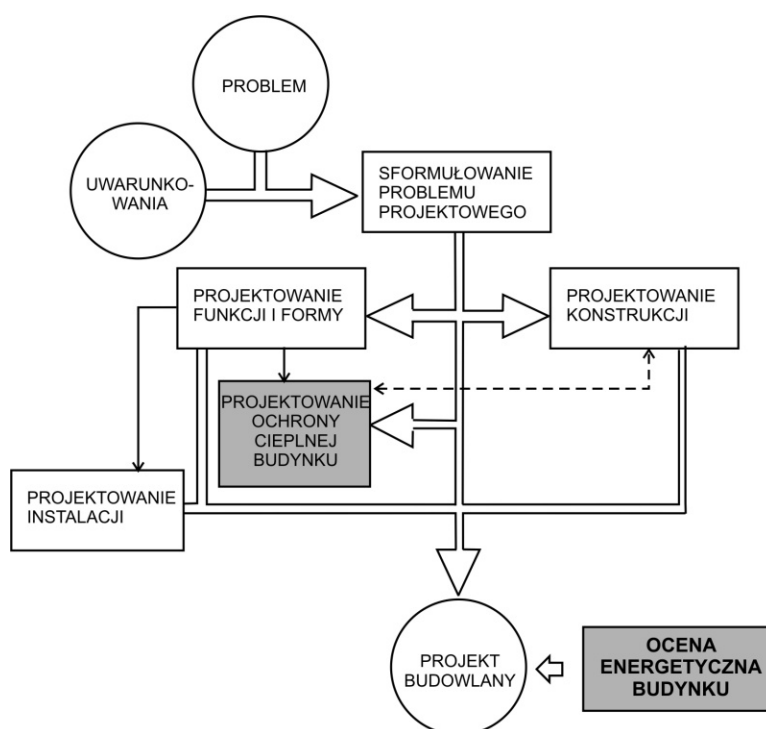 PROBLEM
UWARUNKO-
WANIA
SFORMUŁOWANIE
PROBLEMU
PROJEKTOWEGO
PROJEKTOWANIE
FUNKCJI I FORMY
PROJEKTOWANIE
KONSTRUKCJI
PROJEKTOWANIE
OCHRONY
CIEPLNEJ
BUDYNKU
PROJEKTOWANIE
INSTALACJI
PROJEKT
BUDOWLANY
OCENA
ENERGETYCZNA
BUDYNKU